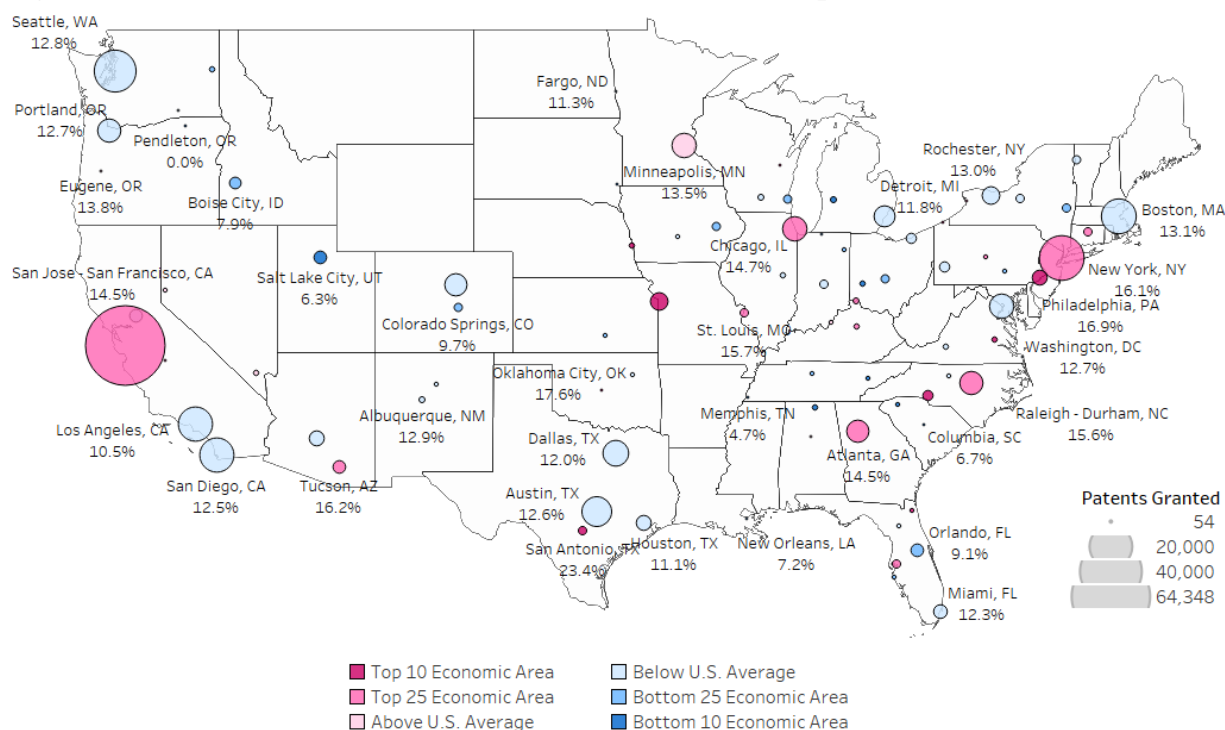 Seattle, WA
12.8%
Portland, OR
12.7%
Pendleton, OR
0.0%
Eugene, OR
13.8%
Boise City, ID
7.9%
Fargo, ND
11.3%
Minneapolis, MN
13.5%
Rochester, NY
13.0%
Detroit, MI
11.8%
Boston, MA
13.1%
Chicago, IL
14.7%
New York, NY
16.1%
Philadelphia, PA
16.9%
Washington, DC
12.7%
San Jose - San Francisco, CA
14.5%
Salt Lake City, UT
6.3%
Colorado Springs, CO
9.7%
St. Louis, MO
15.7%
Oklahoma City, OK
17.6%
Albuquerque, NM
12.9%
Memphis, TN
4.7%
Raleigh - Durham, NC
15.6%
Columbia, SC
6.7%
Atlanta, GA
14.5%
Los Angeles, CA
10.5%
San Diego, CA
12.5%
Tucson, AZ
16.2%
Dallas, TX
12.0%
Austin, TX
12.6%
San Antonio, TX
23.4%
Houston, TX
11.1%
New Orleans, LA
7.2%
Orlando, FL
9.1%
Miami, FL
12.3%
Patents Granted
54
20,000
40,000
64,348
Top 10 Economic Area
Top 25 Economic Area
Above U.S. Average
Below U.S. Average
Bottom 25 Economic Area
Bottom 10 Economic Area